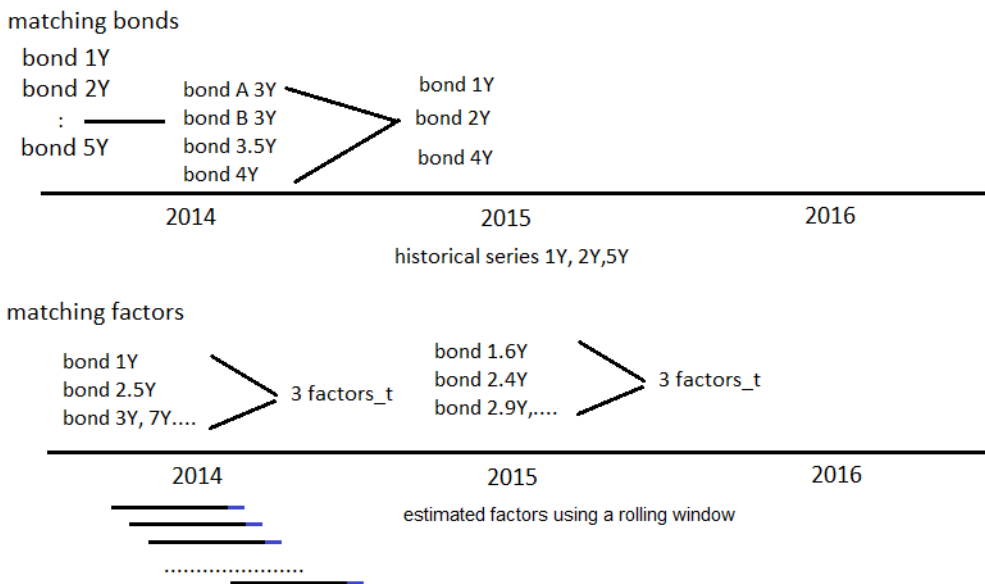 matching bonds
bond 1Y
bond 2Y
:
bond 5Y
bond A 3Y
bond B 3Y
bond 3.5Y
bond 4Y
bond 1Y
bond 2Y
bond 4Y
2014
2015
2016
historical series 1Y, 2Y,5Y
matching factors
bond 1Y
bond 2.5Y
bond 3Y, 7Y....
3 factors_t
bond 1.6Y
bond 2.4Y
bond 2.9Y,....
3 factors_t
2014
2015
2016
estimated factors using a rolling window
......................